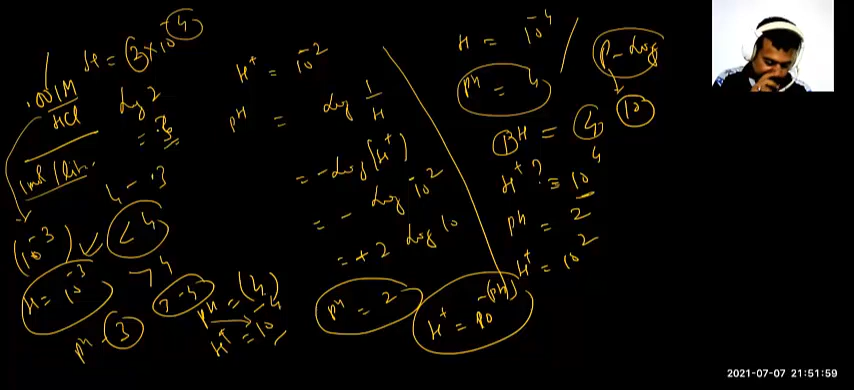 .001M
HCl
1mol/lit.
(10⁻³)
H = 10⁻³
pH - 3
H = 2×10⁻⁴
Log 2
= .3
4 - .3
< 4
> 4
3-4
pH = (4)
H⁺ = 10⁻⁴
H⁺ = 10⁻²
pH = Log 1/H
= -Log(H⁺)
= - Log 10⁻²
= +2 Log 10
pH = 2
H = 10⁻⁴
pH = 4
P - Log
10
pH = 4
H⁺? = 10⁻⁴
pH = 2
H⁺ = 10⁻²
H⁺ = 10⁻⁽ᵖᴴ⁾
2021-07-07 21:51:59